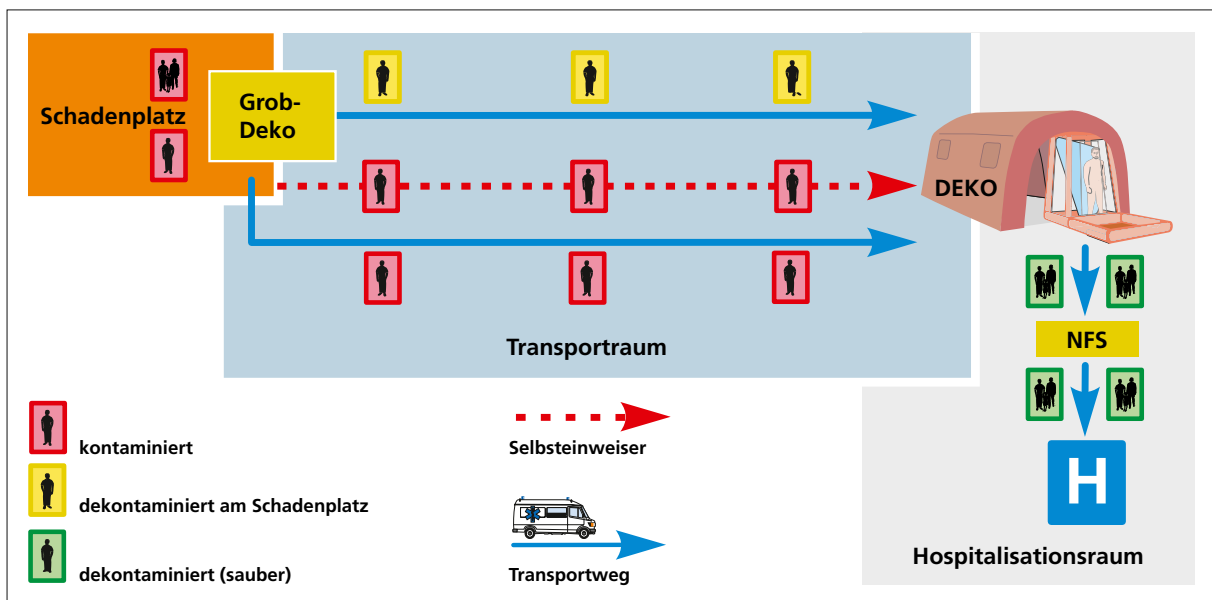 Schadenplatz
Grob-
Deko
DEKO
Transportraum
NFS
H
Hospitalisationsraum
kontaminiert
dekontaminiert am Schadenplatz
dekontaminiert (sauber)
Selbsteinweiser
Transportweg